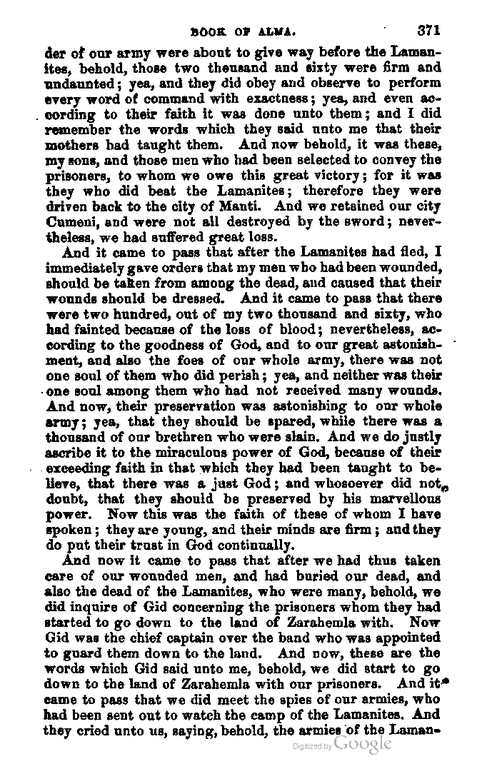 BOOK OF ALMA. 371
der of our army were about to give way before the Laman-
ites, behold, those two thousand and sixty were firm and
undaunted; yea, and they did obey and observe to perform
every word of command with exactness; yea, and even ac-
cording to their faith it was done unto them; and I did
remember the words which they said unto me that their
mothers had taught them. And now behold, it was these,
my sons, and those men who had been selected to convey the
prisoners, to whom we owe this great victory; for it was
they who did beat the Lamanites; therefore they were
driven back to the city of Manti. And we retained our city
Cumeni, and were not all destroyed by the sword; never-
theless, we had suffered great loss.
And it came to pass that after the Lamanites had fled, I
immediately gave orders that my men who had been wounded,
should be taken from among the dead, and caused that their
wounds should be dressed. And it came to pass that there
were two hundred, out of my two thousand and sixty, who
had fainted because of the loss of blood; nevertheless, ac-
cording to the goodness of God, and to our great astonish-
ment, and also the foes of our whole army, there was not
one soul of them who did perish; yea, and neither was their
one soul among them who had not received many wounds.
And now, their preservation was astonishing to our whole
army; yea, that they should be spared, while there was a
thousand of our brethren who were slain. And we do justly
ascribe it to the miraculous power of God, because of their
exceeding faith in that which they had been taught to be-
lieve, that there was a just God; and whosoever did not
doubt, that they should be preserved by his marvellous
power. Now this was the faith of these of whom I have
spoken; they are young, and their minds are firm; and they
do put their trust in God continually.
And now it came to pass that after we had thus taken
care of our wounded men, and had buried our dead, and
also the dead of the Lamanites, who were many, behold, we
did inquire of Gid concerning the prisoners whom they had
started to go down to the land of Zarahemla with. Now
Gid was the chief captain over the band who was appointed
to guard them down to the land. And now, these are the
words which Gid said unto me, behold, we did start to go
down to the land of Zarahemla with our prisoners. And it
came to pass that we did meet the spies of our armies, who
had been sent out to watch the camp of the Lamanites. And
they cried unto us, saying, behold, the armies of the Laman-
Digitized by Google